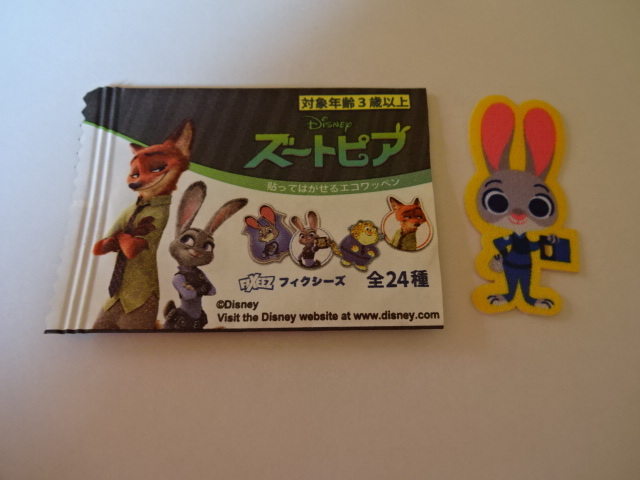 対象年齢3歳以上
Disney
ズートピア
貼ってはがせるエコワッペン
FIXEEZ フィクシーズ 全24種
©Disney
Visit the Disney website at www.disney.com